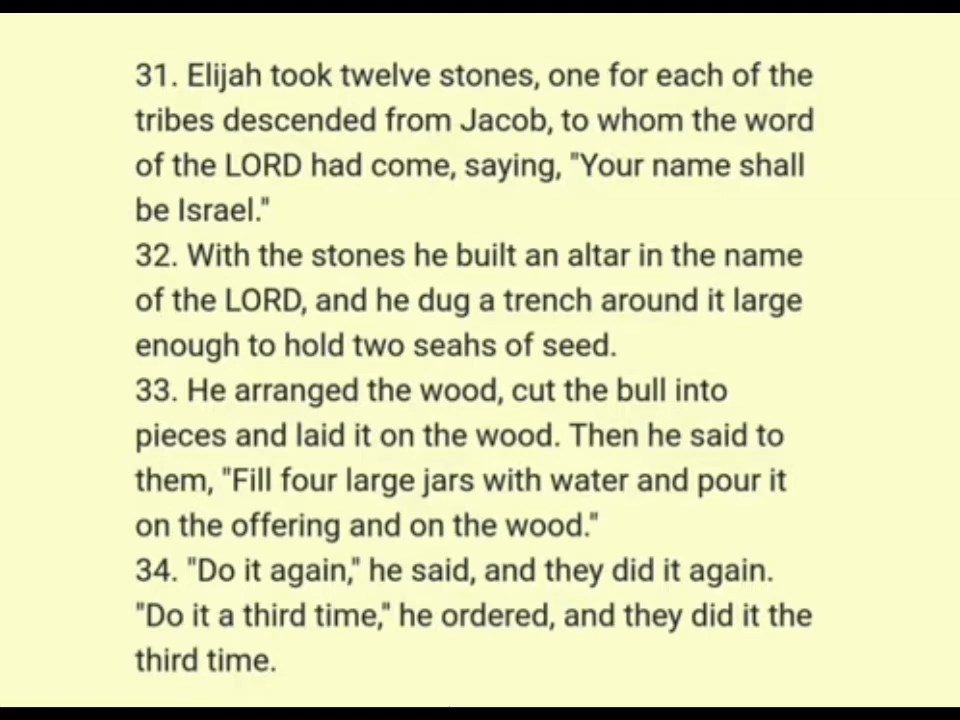 31. Elijah took twelve stones, one for each of the
tribes descended from Jacob, to whom the word
of the LORD had come, saying, "Your name shall
be Israel."
32. With the stones he built an altar in the name
of the LORD, and he dug a trench around it large
enough to hold two seahs of seed.
33. He arranged the wood, cut the bull into
pieces and laid it on the wood. Then he said to
them, "Fill four large jars with water and pour it
on the offering and on the wood."
34. "Do it again," he said, and they did it again.
"Do it a third time," he ordered, and they did it the
third time.